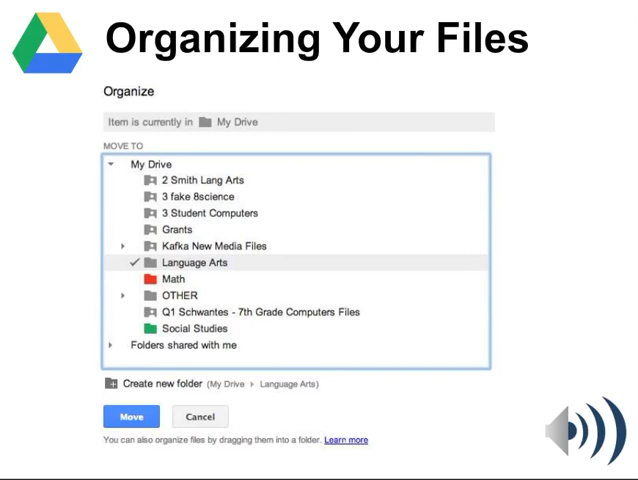 Organizing Your Files
Organize
Item is currently in My Drive
MOVE TO
My Drive
2 Smith Lang Arts
3 fake 8science
3 Student Computers
Grants
Kafka New Media Files
Language Arts
Math
OTHER
Q1 Schwantes - 7th Grade Computers Files
Social Studies
Folders shared with me
Create new folder (My Drive › Language Arts)
Move Cancel
You can also organize files by dragging them into a folder. Learn more